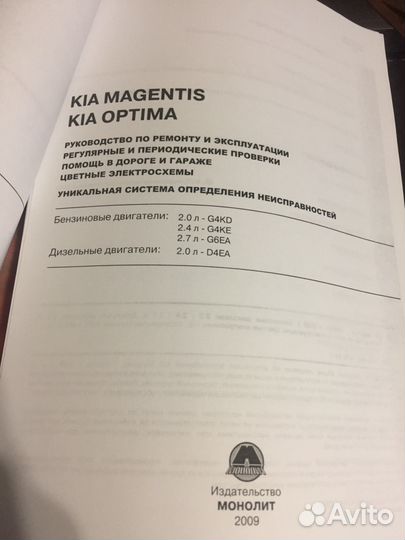 KIA MAGENTIS
KIA OPTIMA
РУКОВОДСТВО ПО РЕМОНТУ И ЭКСПЛУАТАЦИИ
РЕГУЛЯРНЫЕ И ПЕРИОДИЧЕСКИЕ ПРОВЕРКИ
ПОМОЩЬ В ДОРОГЕ И ГАРАЖЕ
ЦВЕТНЫЕ ЭЛЕКТРОСХЕМЫ
УНИКАЛЬНАЯ СИСТЕМА ОПРЕДЕЛЕНИЯ НЕИСПРАВНОСТЕЙ
Бензиновые двигатели: 2.0 л - G4KD
2.4 л - G4KE
2.7 л - G6EA
Дизельные двигатели: 2.0 л - D4EA
Издательство
МОНОЛИТ
2009
Avito